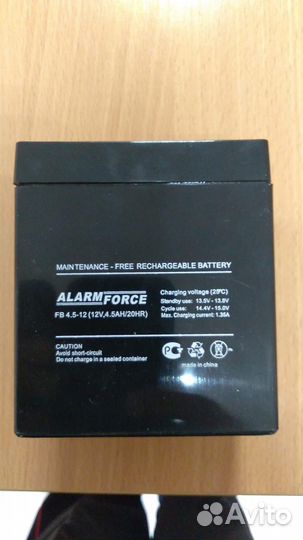 MAINTENANCE - FREE RECHARGEABLE BATTERY
ALARM FORCE
FB 4.5-12 (12V,4.5AH/20HR)
Charging voltage (25°C)
Standby use: 13.5V - 13.8V
Cycle use: 14.4V - 15.0V
Max. Charging current: 1.35A
CAUTION
Avoid short-circuit
Do not charge in a sealed container
made in china
Avito